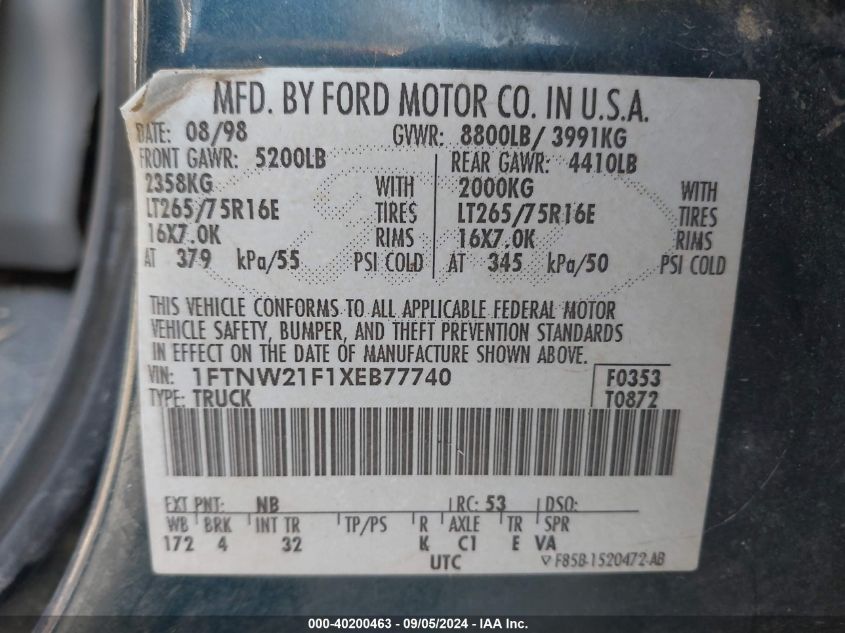 MFD. BY FORD MOTOR CO. IN U.S.A.
DATE: 08/98 GVWR: 8800LB/ 3991KG
FRONT GAWR: 5200LB REAR GAWR: 4410LB
2358KG WITH 2000KG WITH
LT265/75R16E TIRES LT265/75R16E TIRES
16X7.0K RIMS 16X7.0K RIMS
AT 379 kPa/55 PSI COLD AT 345 kPa/50 PSI COLD
THIS VEHICLE CONFORMS TO ALL APPLICABLE FEDERAL MOTOR
VEHICLE SAFETY, BUMPER, AND THEFT PREVENTION STANDARDS
IN EFFECT ON THE DATE OF MANUFACTURE SHOWN ABOVE.
VIN: 1FTNW21F1XEB77740 F0353
TYPE: TRUCK T0872
EXT PNT: NB RC: 53 DSO:
WB BRK INT TR TP/PS R AXLE TR SPR
172 4 32 K C1 E VA
UTC F85B-1520472-AB
000-40200463 - 09/05/2024 - IAA Inc.